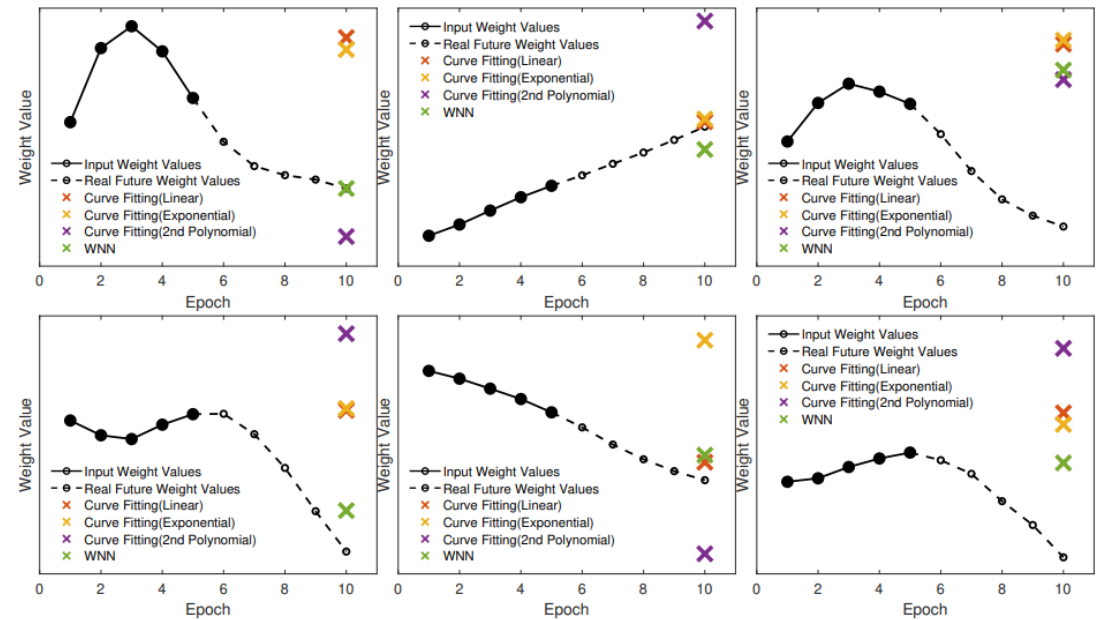 Weight Value
Input Weight Values
Real Future Weight Values
Curve Fitting(Linear)
Curve Fitting(Exponential)
Curve Fitting(2nd Polynomial)
WNN
0 2 4 6 8 10
Epoch
Weight Value
Input Weight Values
Real Future Weight Values
Curve Fitting(Linear)
Curve Fitting(Exponential)
Curve Fitting(2nd Polynomial)
WNN
0 2 4 6 8 10
Epoch
Weight Value
Input Weight Values
Real Future Weight Values
Curve Fitting(Linear)
Curve Fitting(Exponential)
Curve Fitting(2nd Polynomial)
WNN
0 2 4 6 8 10
Epoch
Weight Value
Input Weight Values
Real Future Weight Values
Curve Fitting(Linear)
Curve Fitting(Exponential)
Curve Fitting(2nd Polynomial)
WNN
0 2 4 6 8 10
Epoch
Weight Value
Input Weight Values
Real Future Weight Values
Curve Fitting(Linear)
Curve Fitting(Exponential)
Curve Fitting(2nd Polynomial)
WNN
0 2 4 6 8 10
Epoch
Weight Value
Input Weight Values
Real Future Weight Values
Curve Fitting(Linear)
Curve Fitting(Exponential)
Curve Fitting(2nd Polynomial)
WNN
0 2 4 6 8 10
Epoch